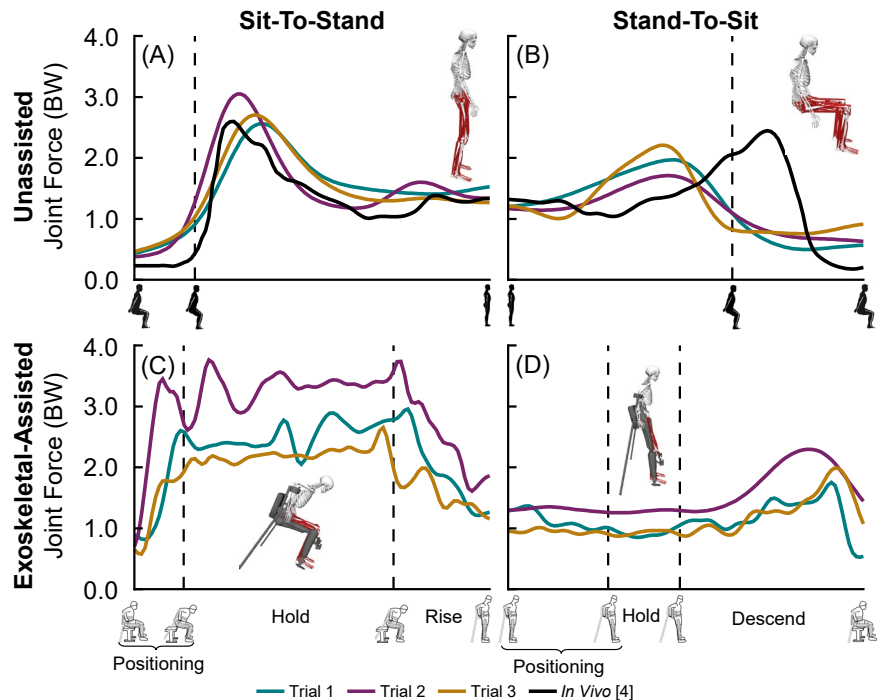 Sit-To-Stand
Stand-To-Sit
Unassisted
Joint Force (BW)
4.0
3.0
2.0
1.0
0.0
(A)
(B)
Exoskeletal-Assisted
Joint Force (BW)
4.0
3.0
2.0
1.0
0.0
(C)
(D)
Hold
Rise
Hold
Descend
Positioning
Positioning
Trial 1
Trial 2
Trial 3
In Vivo [4]